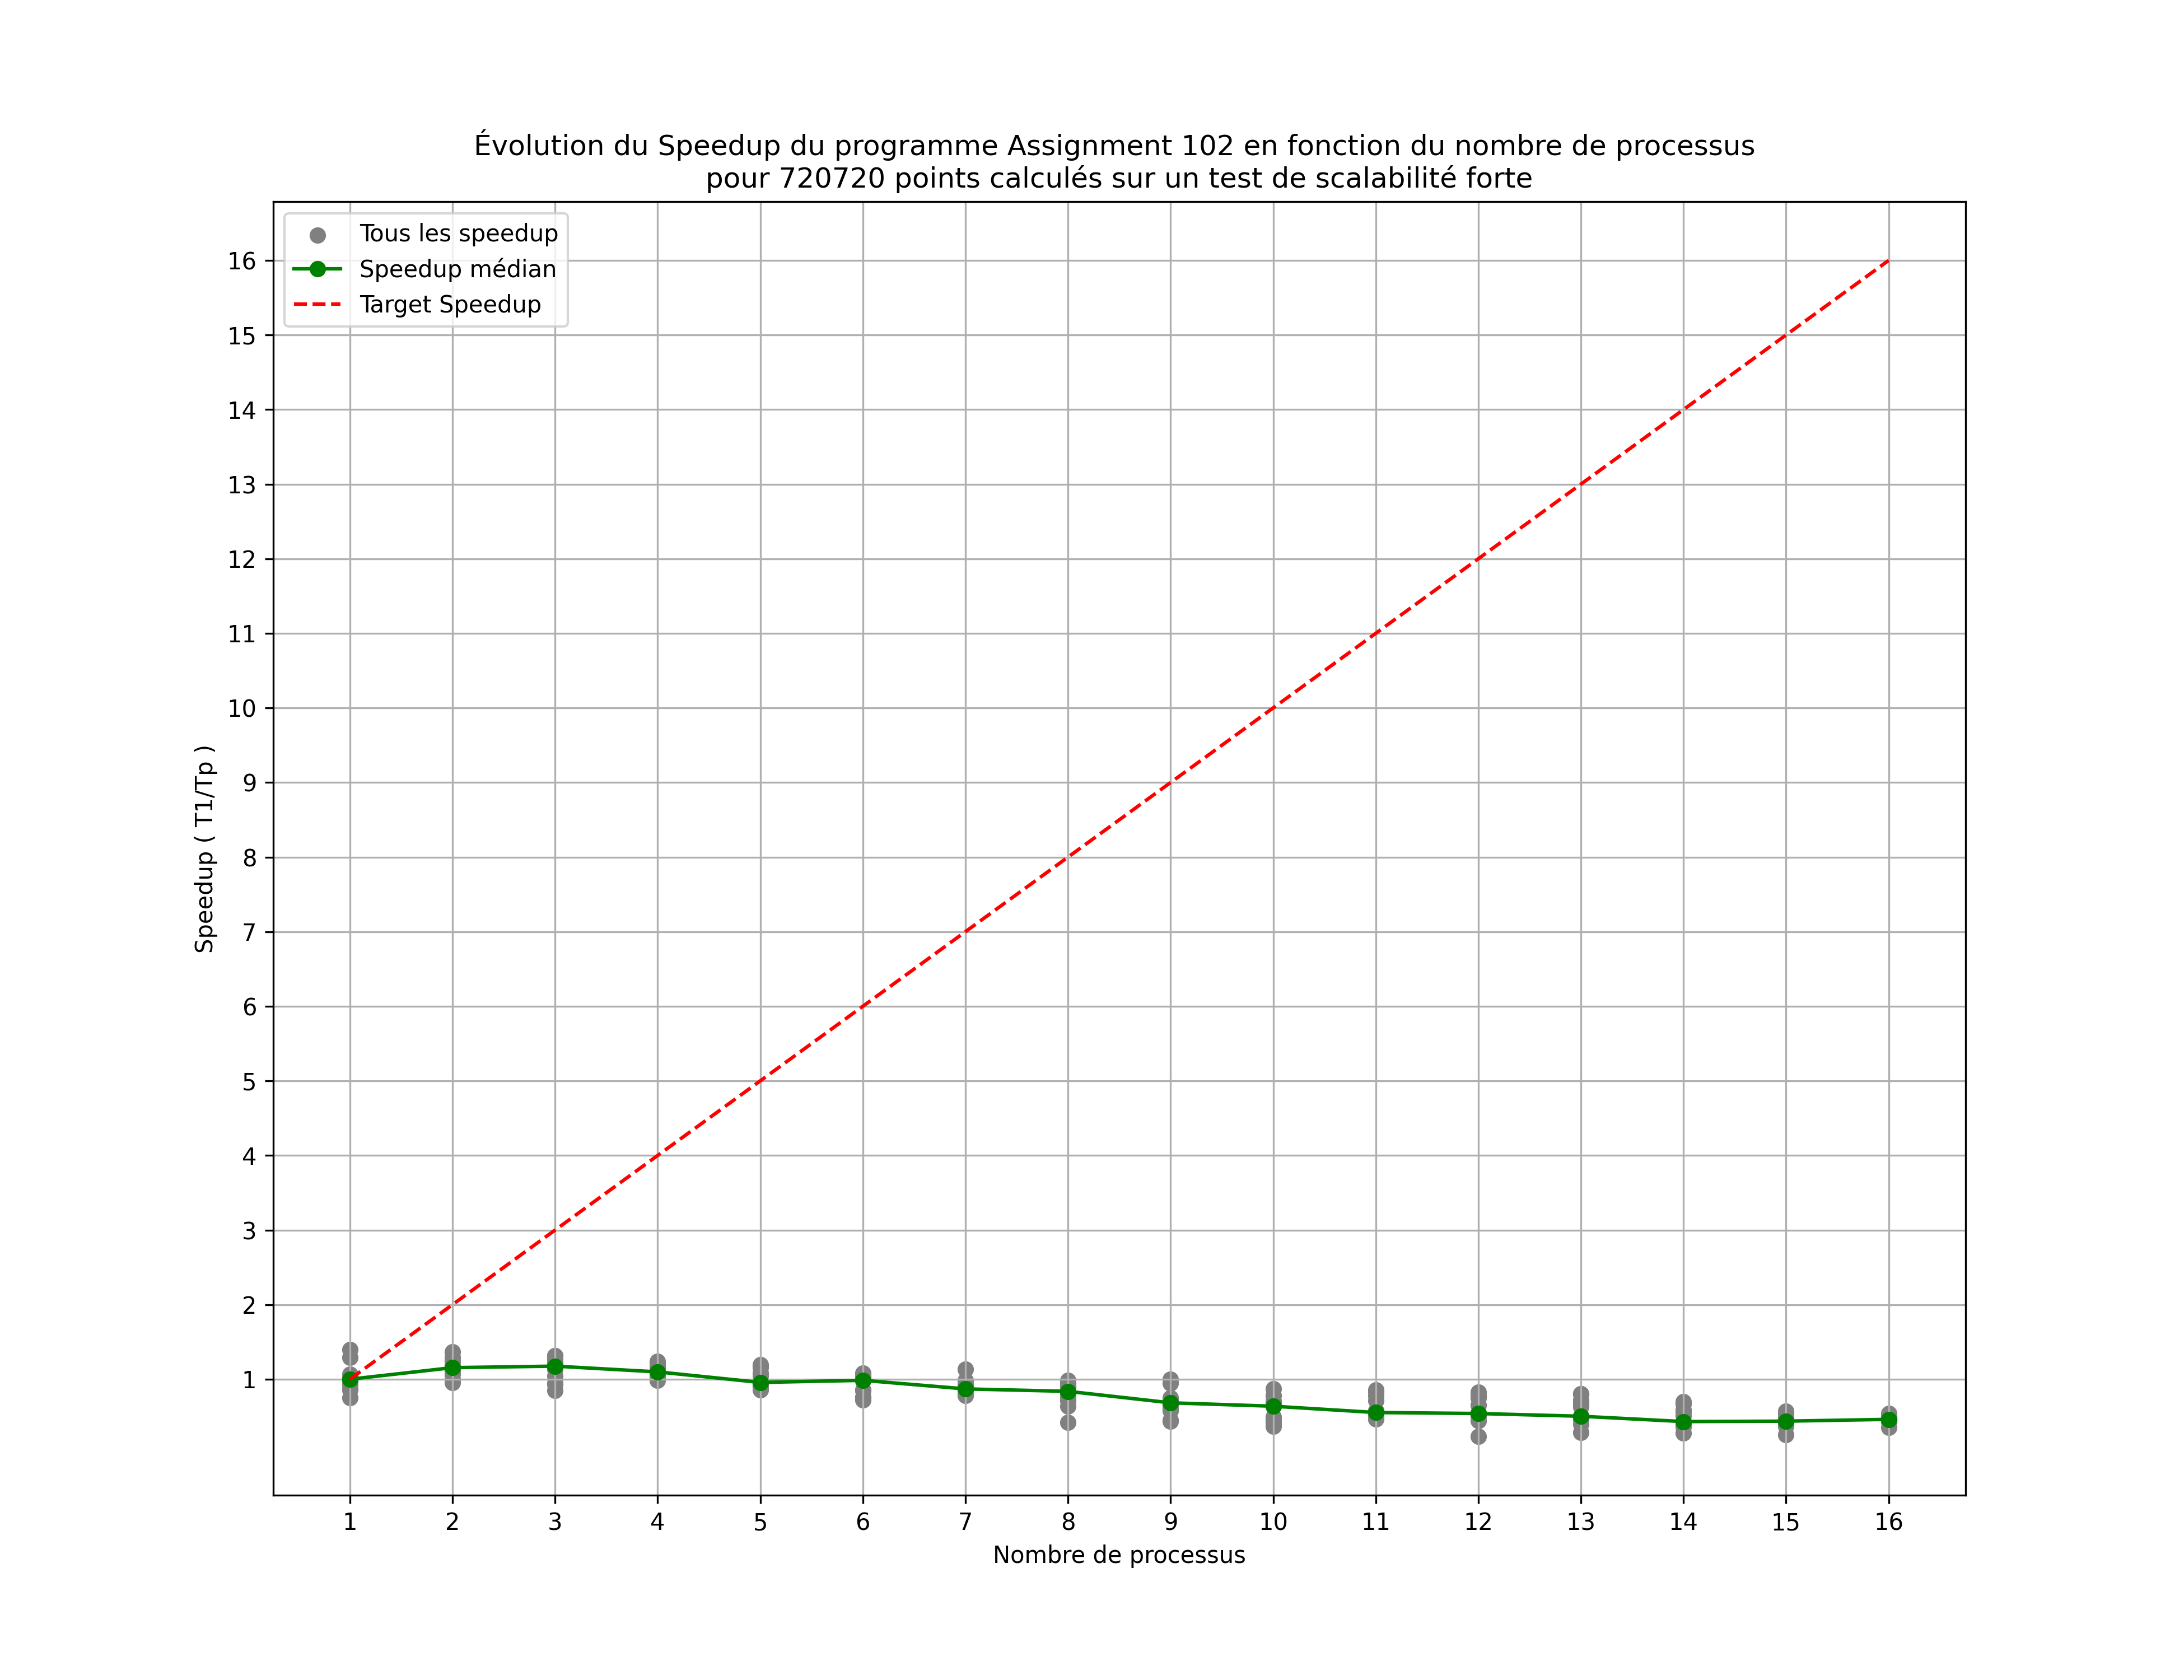 Évolution du Speedup du programme Assignment 102 en fonction du nombre de processus
pour 720720 points calculés sur un test de scalabilité forte
Tous les speedup
Speedup médian
Target Speedup
Speedup ( T1/Tp )
16
15
14
13
12
11
10
9
8
7
6
5
4
3
2
1
1 2 3 4 5 6 7 8 9 10 11 12 13 14 15 16
Nombre de processus